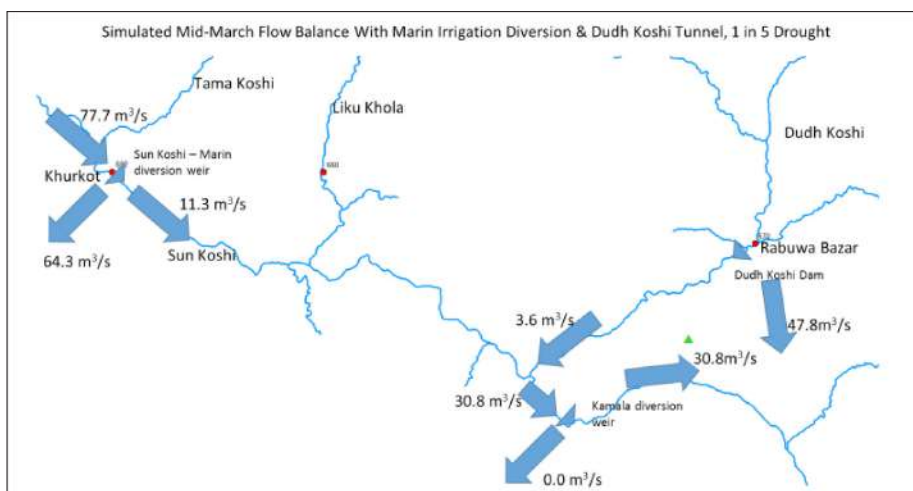 Simulated Mid-March Flow Balance With Marin Irrigation Diversion & Dudh Koshi Tunnel, 1 in 5 Drought
Tama Koshi
77.7 m³/s
Liku Khola
Dudh Koshi
Sun Koshi – Marin
diversion weir
Khurkot
11.3 m³/s
64.3 m³/s
Sun Koshi
Rabuwa Bazar
Dudh Koshi Dam
3.6 m³/s
47.8m³/s
30.8m³/s
30.8 m³/s
Kamala diversion
weir
0.0 m³/s